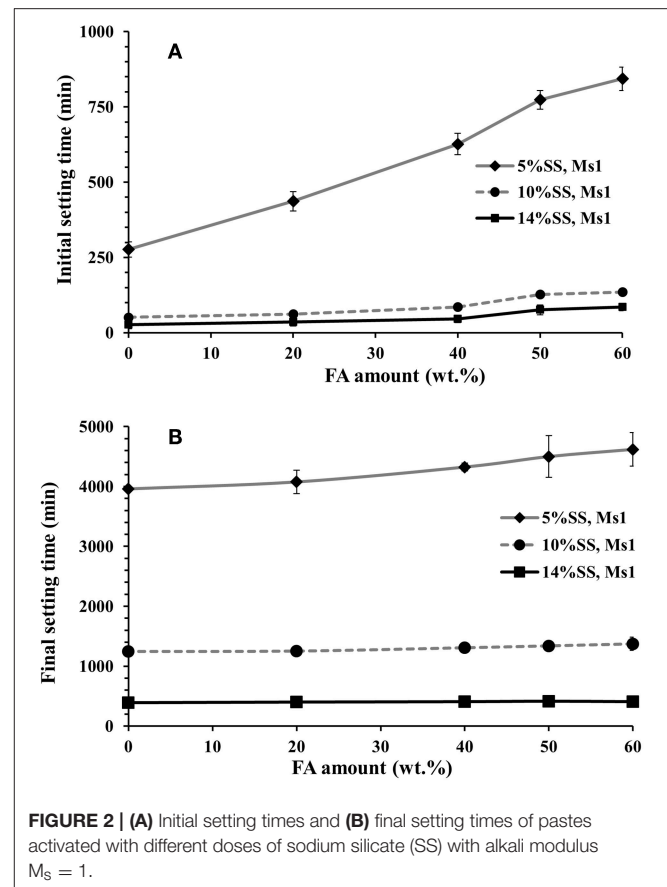 A
1000
750
500
250
0
Initial setting time (min)
5%SS, Ms1
10%SS, Ms1
14%SS, Ms1
0 10 20 30 40 50 60
FA amount (wt.%)
B
5000
4000
3000
2000
1000
0
Final setting time (min)
5%SS, Ms1
10%SS, Ms1
14%SS, Ms1
0 10 20 30 40 50 60
FA amount (wt.%)
FIGURE 2 | (A) Initial setting times and (B) final setting times of pastes
activated with different doses of sodium silicate (SS) with alkali modulus
Ms = 1.